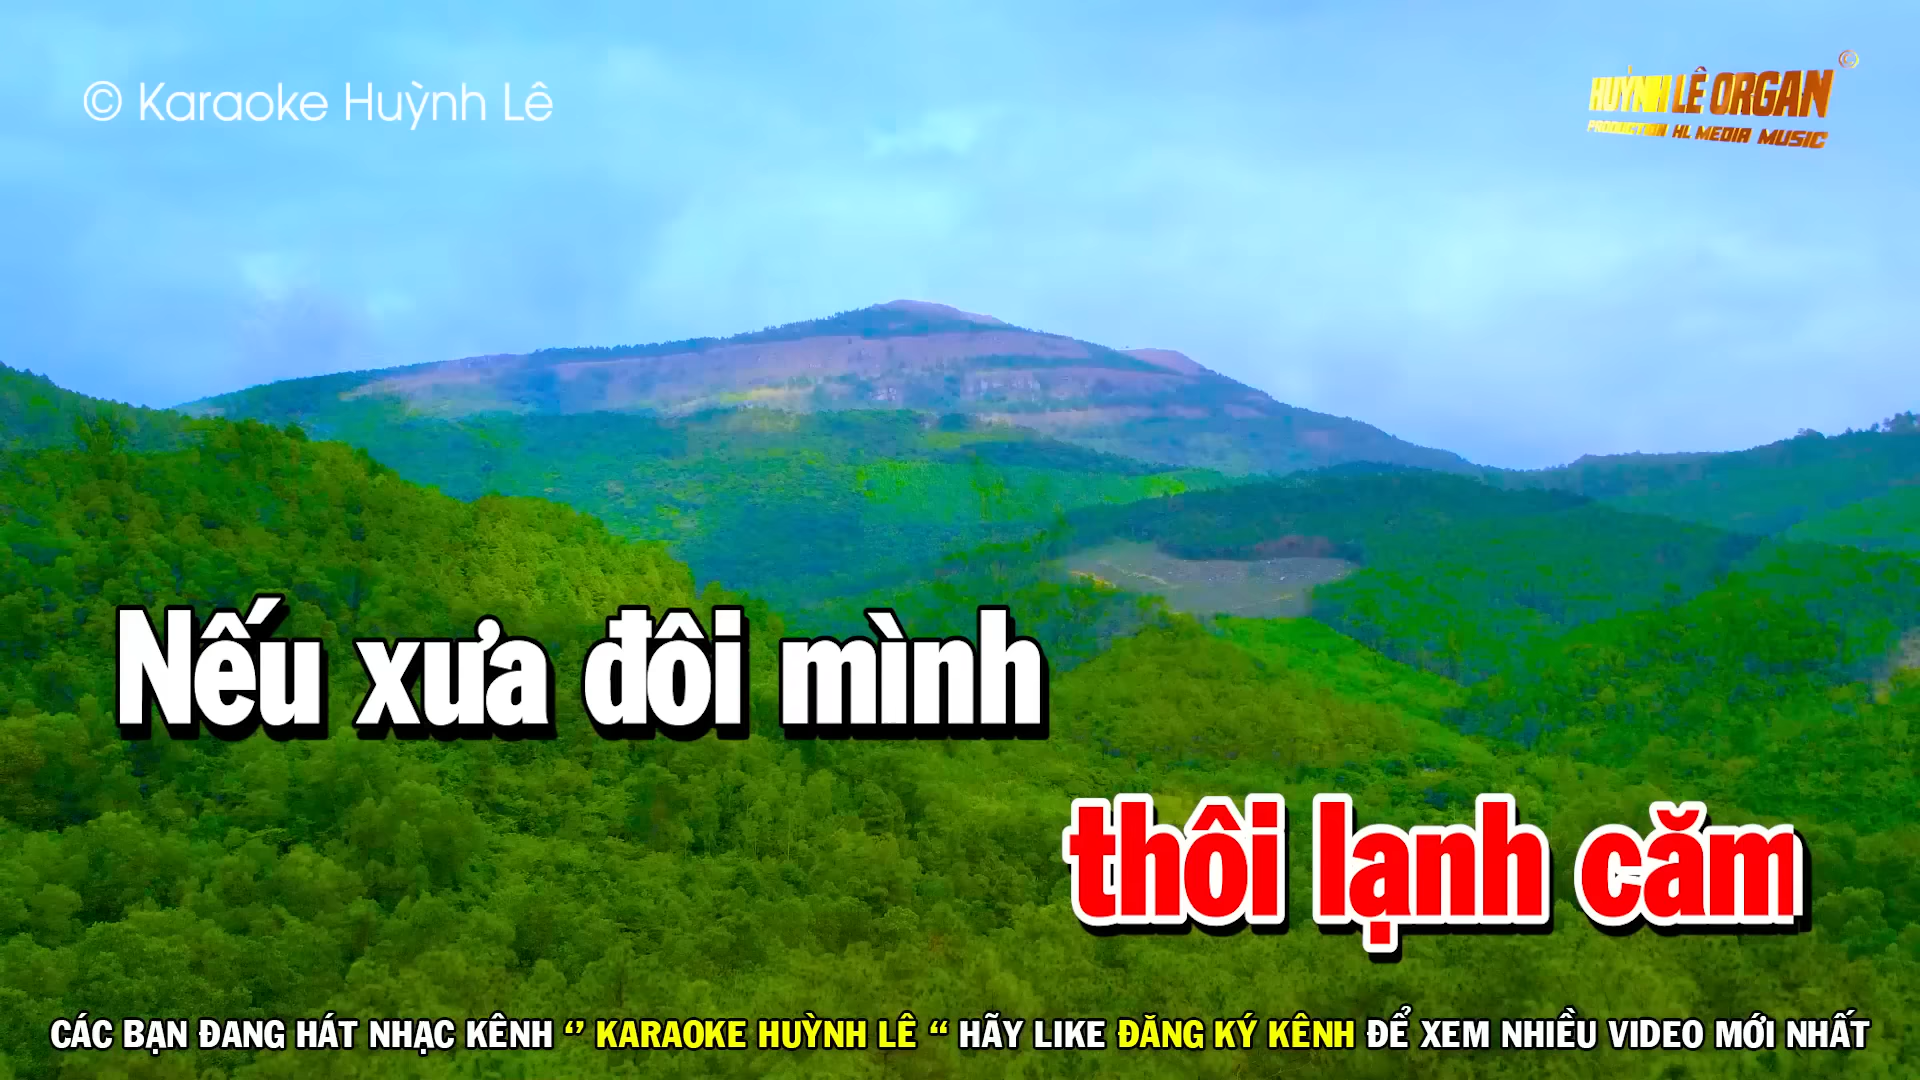 © Karaoke Huỳnh Lê
©
HUỲNH LÊ ORGAN
PRODUCTION HL MEDIA MUSIC
Nếu xưa đôi mình
thôi lạnh căm
CÁC BẠN ĐANG HÁT NHẠC KÊNH ‘’ KARAOKE HUỲNH LÊ “ HÃY LIKE ĐĂNG KÝ KÊNH ĐỂ XEM NHIỀU VIDEO MỚI NHẤT